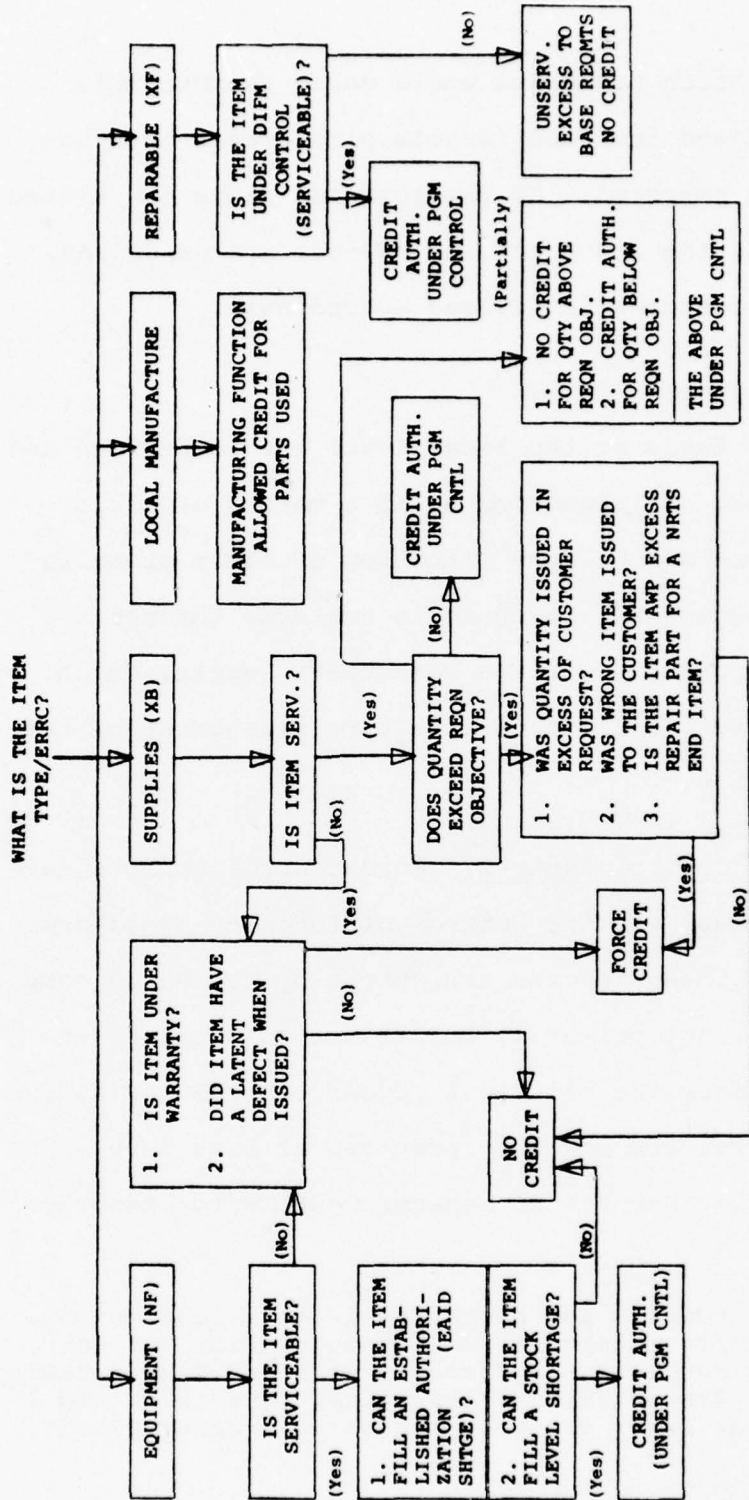 WHAT IS THE ITEM
TYPE/ERRC?
EQUIPMENT (NF)
IS THE ITEM
SERVICEABLE?
(No)
(Yes)
1. CAN THE ITEM
FILL AN ESTAB-
LISHED AUTHORI-
ZATION (EAID
SHTGE)?
2. CAN THE ITEM
FILL A STOCK
LEVEL SHORTAGE?
(No)
(Yes)
CREDIT AUTH.
(UNDER PGM CNTL)
1. IS ITEM UNDER
WARRANTY?
2. DID ITEM HAVE
A LATENT
DEFECT WHEN
ISSUED?
(Yes)
(No)
NO
CREDIT
FORCE
CREDIT
SUPPLIES (XB)
IS ITEM SERV.?
(No)
(Yes)
DOES QUANTITY
EXCEED REQN
OBJECTIVE?
(No)
(Yes)
CREDIT AUTH.
UNDER PGM
CNTL
1. WAS QUANTITY ISSUED IN
EXCESS OF CUSTOMER
REQUEST?
2. WAS WRONG ITEM ISSUED
TO THE CUSTOMER?
3. IS THE ITEM AWP EXCESS
REPAIR PART FOR A NRTS
END ITEM?
(Yes)
(No)
(Partially)
1. NO CREDIT
FOR QTY ABOVE
REQN OBJ.
2. CREDIT AUTH.
FOR QTY BELOW
REQN OBJ.
THE ABOVE
UNDER PGM CNTL
LOCAL MANUFACTURE
MANUFACTURING FUNCTION
ALLOWED CREDIT FOR
PARTS USED
REPARABLE (XF)
IS THE ITEM
UNDER DIFM
CONTROL
(SERVICEABLE)?
(Yes)
(No)
CREDIT
AUTH.
UNDER PGM
CONTROL
UNSERV.
EXCESS TO
BASE REQMTS
NO CREDIT